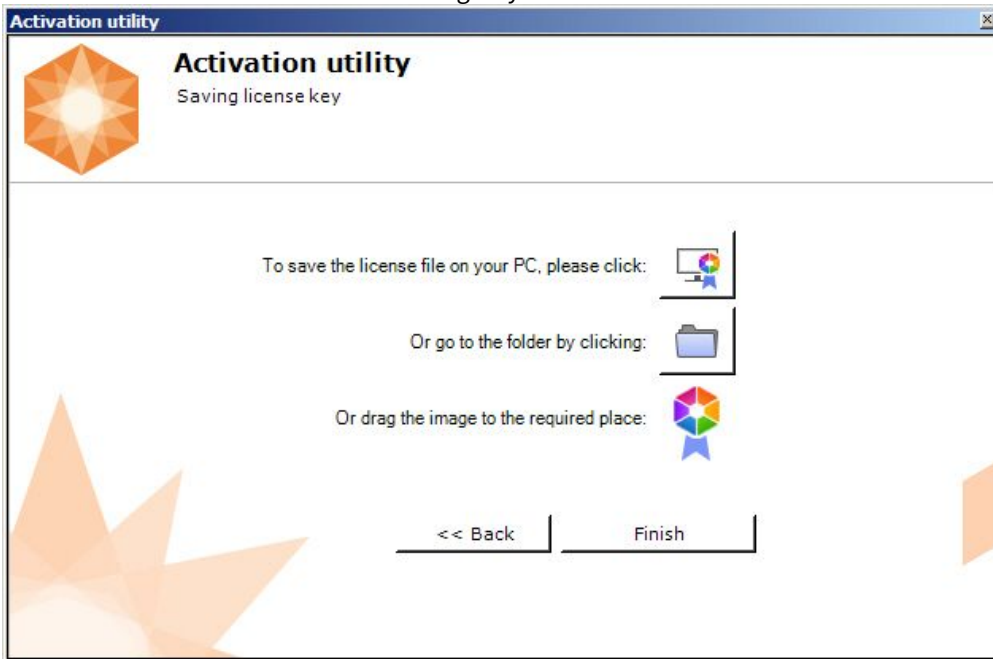 Activation utility
Activation utility
Saving license key
To save the license file on your PC, please click:
Or go to the folder by clicking:
Or drag the image to the required place:
<< Back
Finish